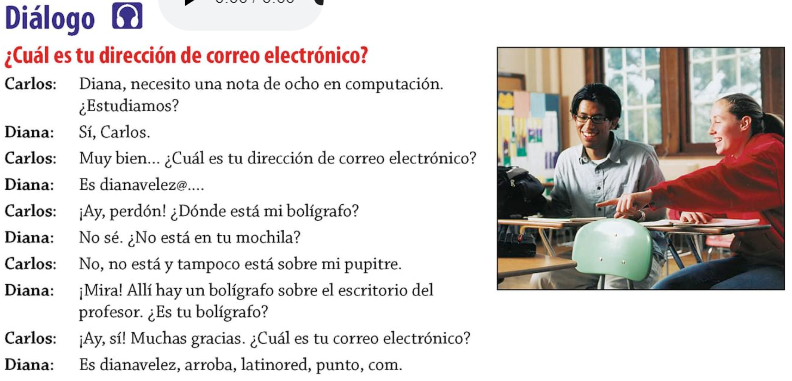 Diálogo
¿Cuál es tu dirección de correo electrónico?
Carlos: Diana, necesito una nota de ocho en computación.
¿Estudiamos?
Diana: Sí, Carlos.
Carlos: Muy bien... ¿Cuál es tu dirección de correo electrónico?
Diana: Es dianavelez@....
Carlos: ¡Ay, perdón! ¿Dónde está mi bolígrafo?
Diana: No sé. ¿No está en tu mochila?
Carlos: No, no está y tampoco está sobre mi pupitre.
Diana: ¡Mira! Allí hay un bolígrafo sobre el escritorio del
profesor. ¿Es tu bolígrafo?
Carlos: ¡Ay, sí! Muchas gracias. ¿Cuál es tu correo electrónico?
Diana: Es dianavelez, arroba, latinored, punto, com.